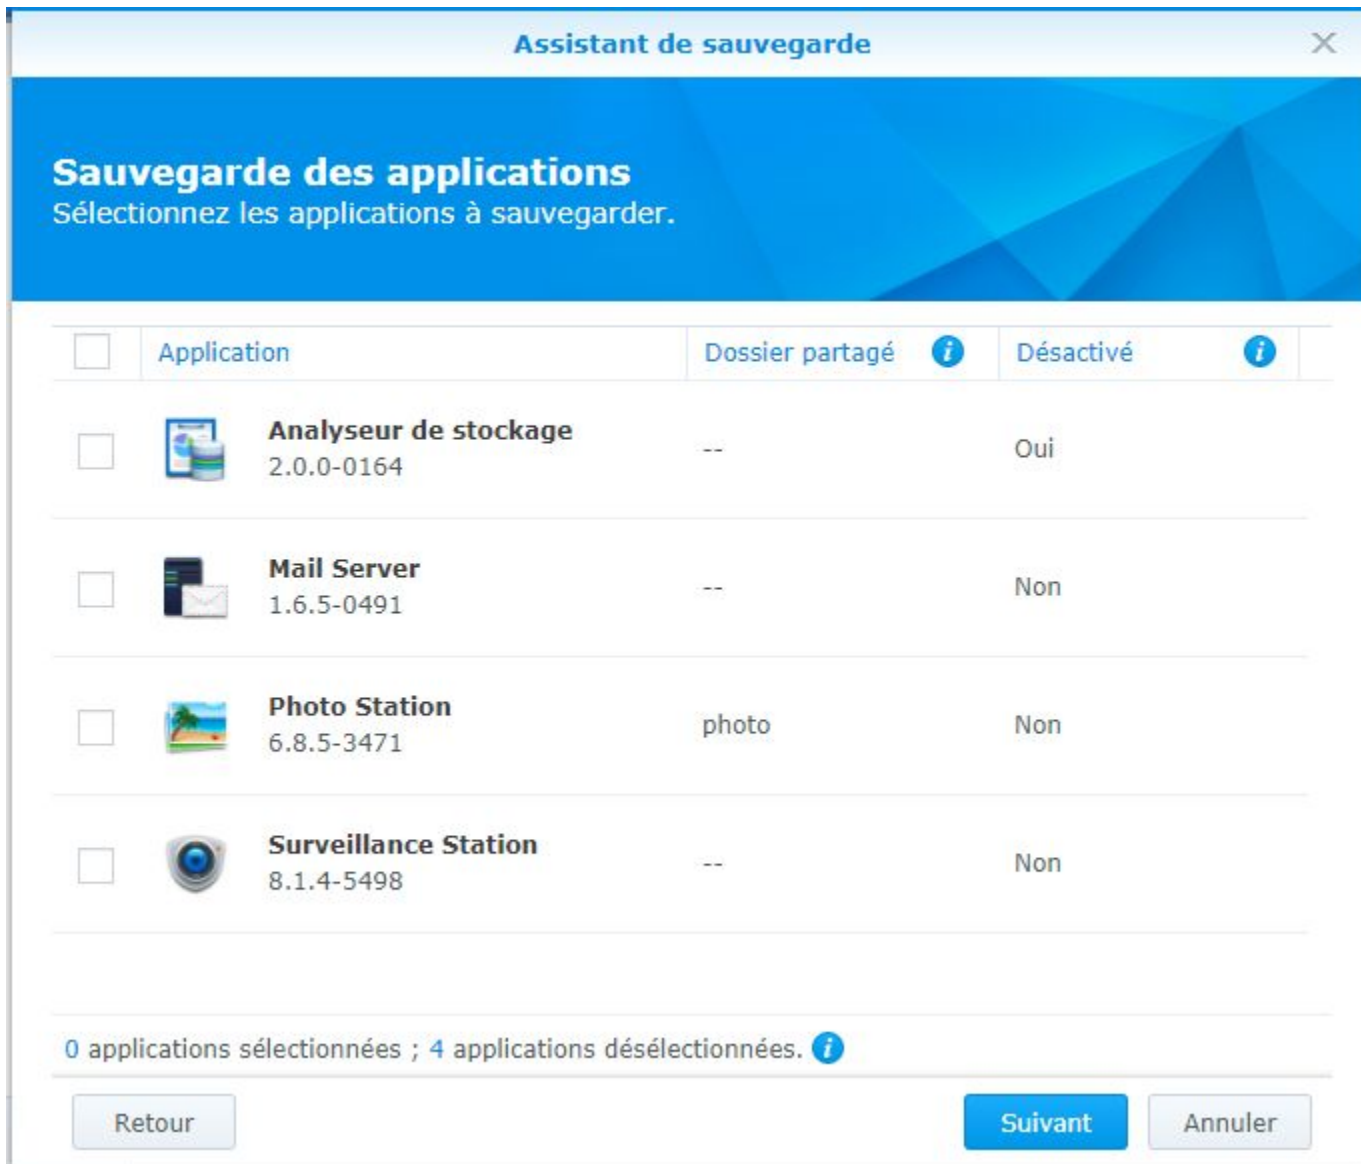 Assistant de sauvegarde
Sauvegarde des applications
Sélectionnez les applications à sauvegarder.
Application Dossier partagé i Désactivé i
Analyseur de stockage
2.0.0-0164
-- Oui
Mail Server
1.6.5-0491
-- Non
Photo Station
6.8.5-3471
photo Non
Surveillance Station
8.1.4-5498
-- Non
0 applications sélectionnées ; 4 applications désélectionnées. i
Retour Suivant Annuler